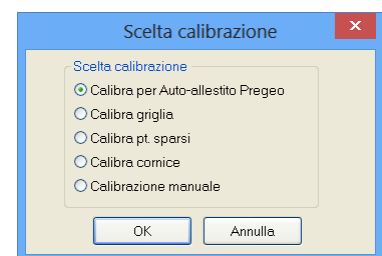 Scelta calibrazione
Scelta calibrazione
Calibra per Auto-allestito Pregeo
Calibra griglia
Calibra pt. sparsi
Calibra cornice
Calibrazione manuale
OK
Annulla